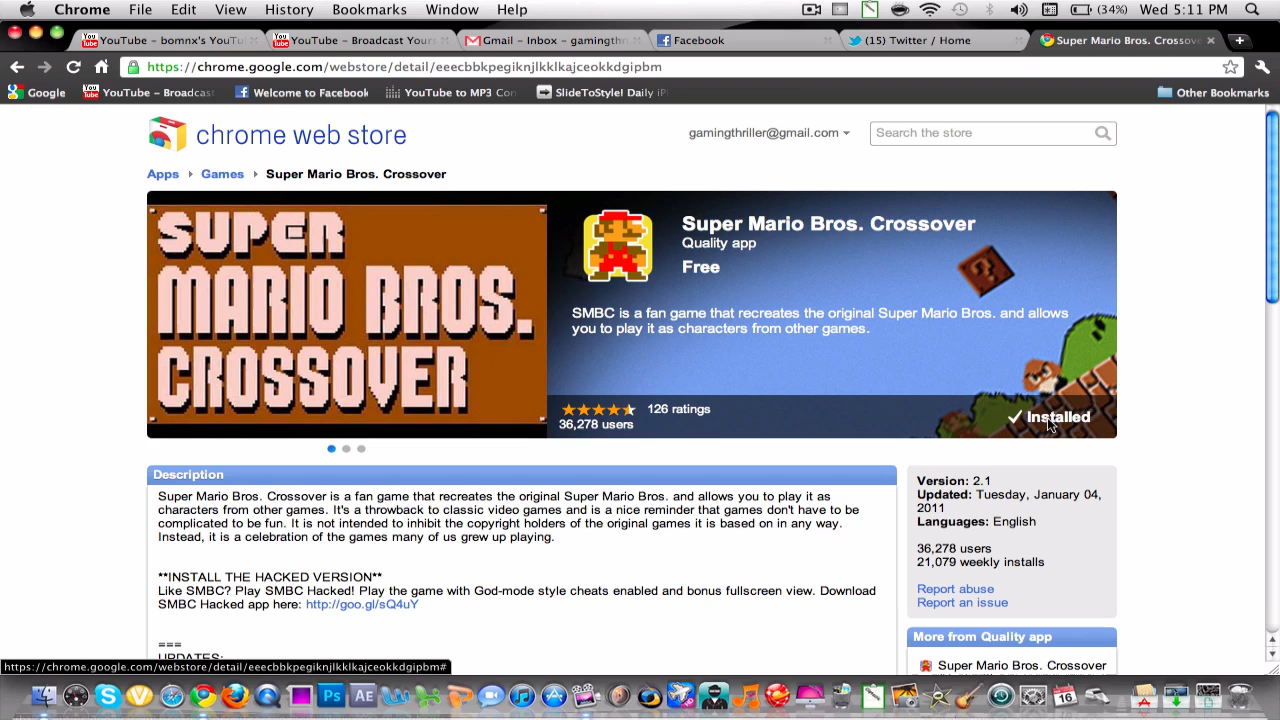 Chrome File Edit View History Bookmarks Window Help (34%) Wed 5:11 PM
YouTube - bomnx's YouTu YouTube - Broadcast Yours Gmail - Inbox - gamingthr Facebook (15) Twitter / Home Super Mario Bros. Crossove
https://chrome.google.com/webstore/detail/eeecbbkpegiknjlkklkajceokkdgipbm
Google YouTube - Broadcas Welcome to Facebook YouTube to MP3 Con SlideToStyle! Daily iP Other Bookmarks
chrome web store
gamingthriller@gmail.com
Search the store
Apps Games Super Mario Bros. Crossover
SUPER
MARIO BROS.
CROSSOVER
Super Mario Bros. Crossover
Quality app
Free
SMBC is a fan game that recreates the original Super Mario Bros. and allows
you to play it as characters from other games.
126 ratings
36,278 users
Installed
Description
Super Mario Bros. Crossover is a fan game that recreates the original Super Mario Bros. and allows you to play it as
characters from other games. It's a throwback to classic video games and is a nice reminder that games don't have to be
complicated to be fun. It is not intended to inhibit the copyright holders of the original games it is based on in any way.
Instead, it is a celebration of the games many of us grew up playing.
**INSTALL THE HACKED VERSION**
Like SMBC? Play SMBC Hacked! Play the game with God-mode style cheats enabled and bonus fullscreen view. Download
SMBC Hacked app here: http://goo.gl/sQ4uY
===
UPDATES:
Version: 2.1
Updated: Tuesday, January 04,
2011
Languages: English
36,278 users
21,079 weekly installs
Report abuse
Report an issue
More from Quality app
Super Mario Bros. Crossover
https://chrome.google.com/webstore/detail/eeecbbkpegiknjlkklkajceokkdgipbm#